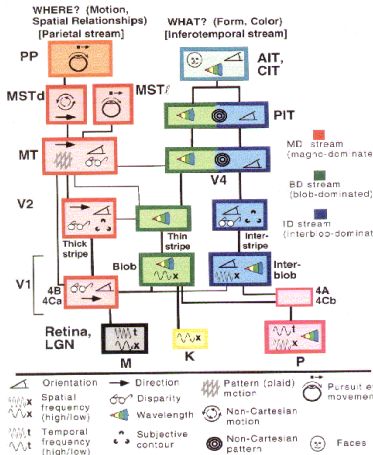 WHERE? (Motion, Spatial Relationships) [Parietal stream]
WHAT? (Form, Color) [Inferotemporal stream]
PP
AIT, CIT
MSTd
MSTℓ
PIT
MT
V4
MD stream (magno-dominate
BD stream (blob-dominated)
ID stream (interblob-dominat
V2
Thick stripe
Thin stripe
Inter-stripe
V1
Blob
Inter-blob
4B
4Ca
4A
4Cb
Retina, LGN
t
x
M
x
K
t
x
P
Orientation
Direction
Pattern (plaid) motion
Pursuit eye movemen
x
x
Spatial frequency (high/low)
Disparity
Wavelength
Non-Cartesian motion
t
t
Temporal frequency (high/low)
Subjective contour
Non-Cartesian pattern
Faces